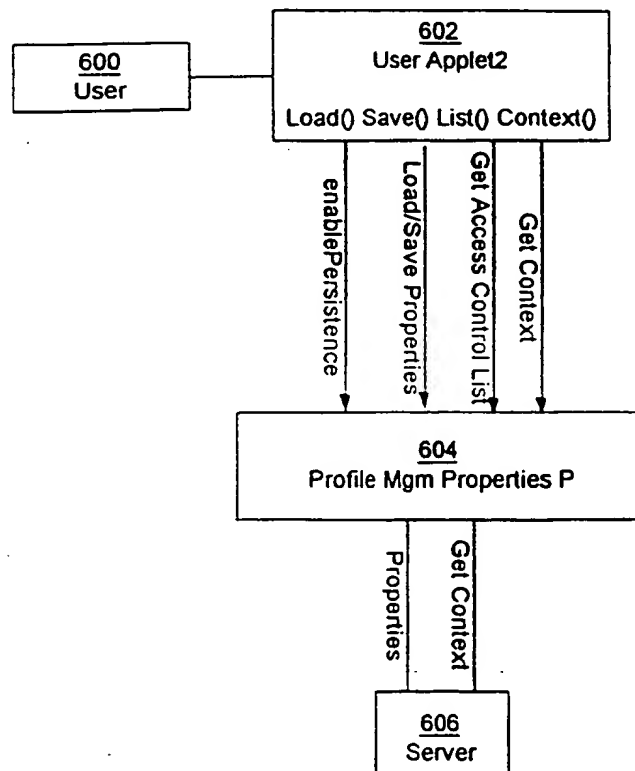 600
User
602
User Applet2
Load() Save() List() Context()
enablePersistence
Load/Save Properties
Get Access Control List
Get Context
604
Profile Mgm Properties P
Properties
Get Context
606
Server